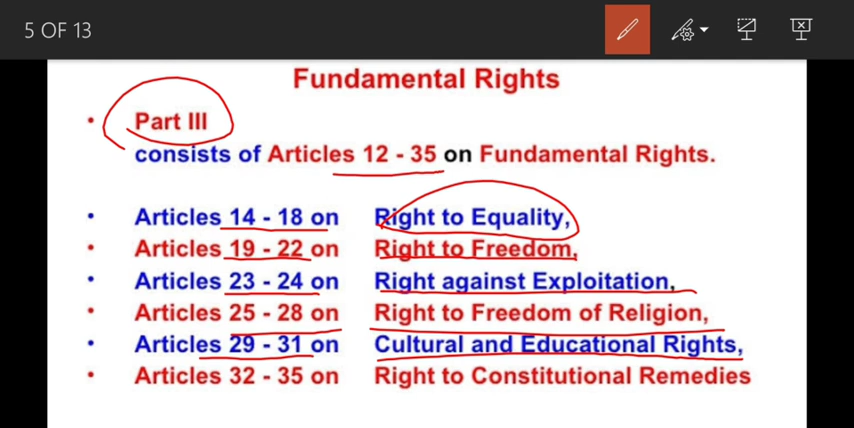 5 OF 13
Fundamental Rights
• Part III
consists of Articles 12 - 35 on Fundamental Rights.
• Articles 14 - 18 on Right to Equality,
• Articles 19 - 22 on Right to Freedom,
• Articles 23 - 24 on Right against Exploitation,
• Articles 25 - 28 on Right to Freedom of Religion,
• Articles 29 - 31 on Cultural and Educational Rights,
• Articles 32 - 35 on Right to Constitutional Remedies